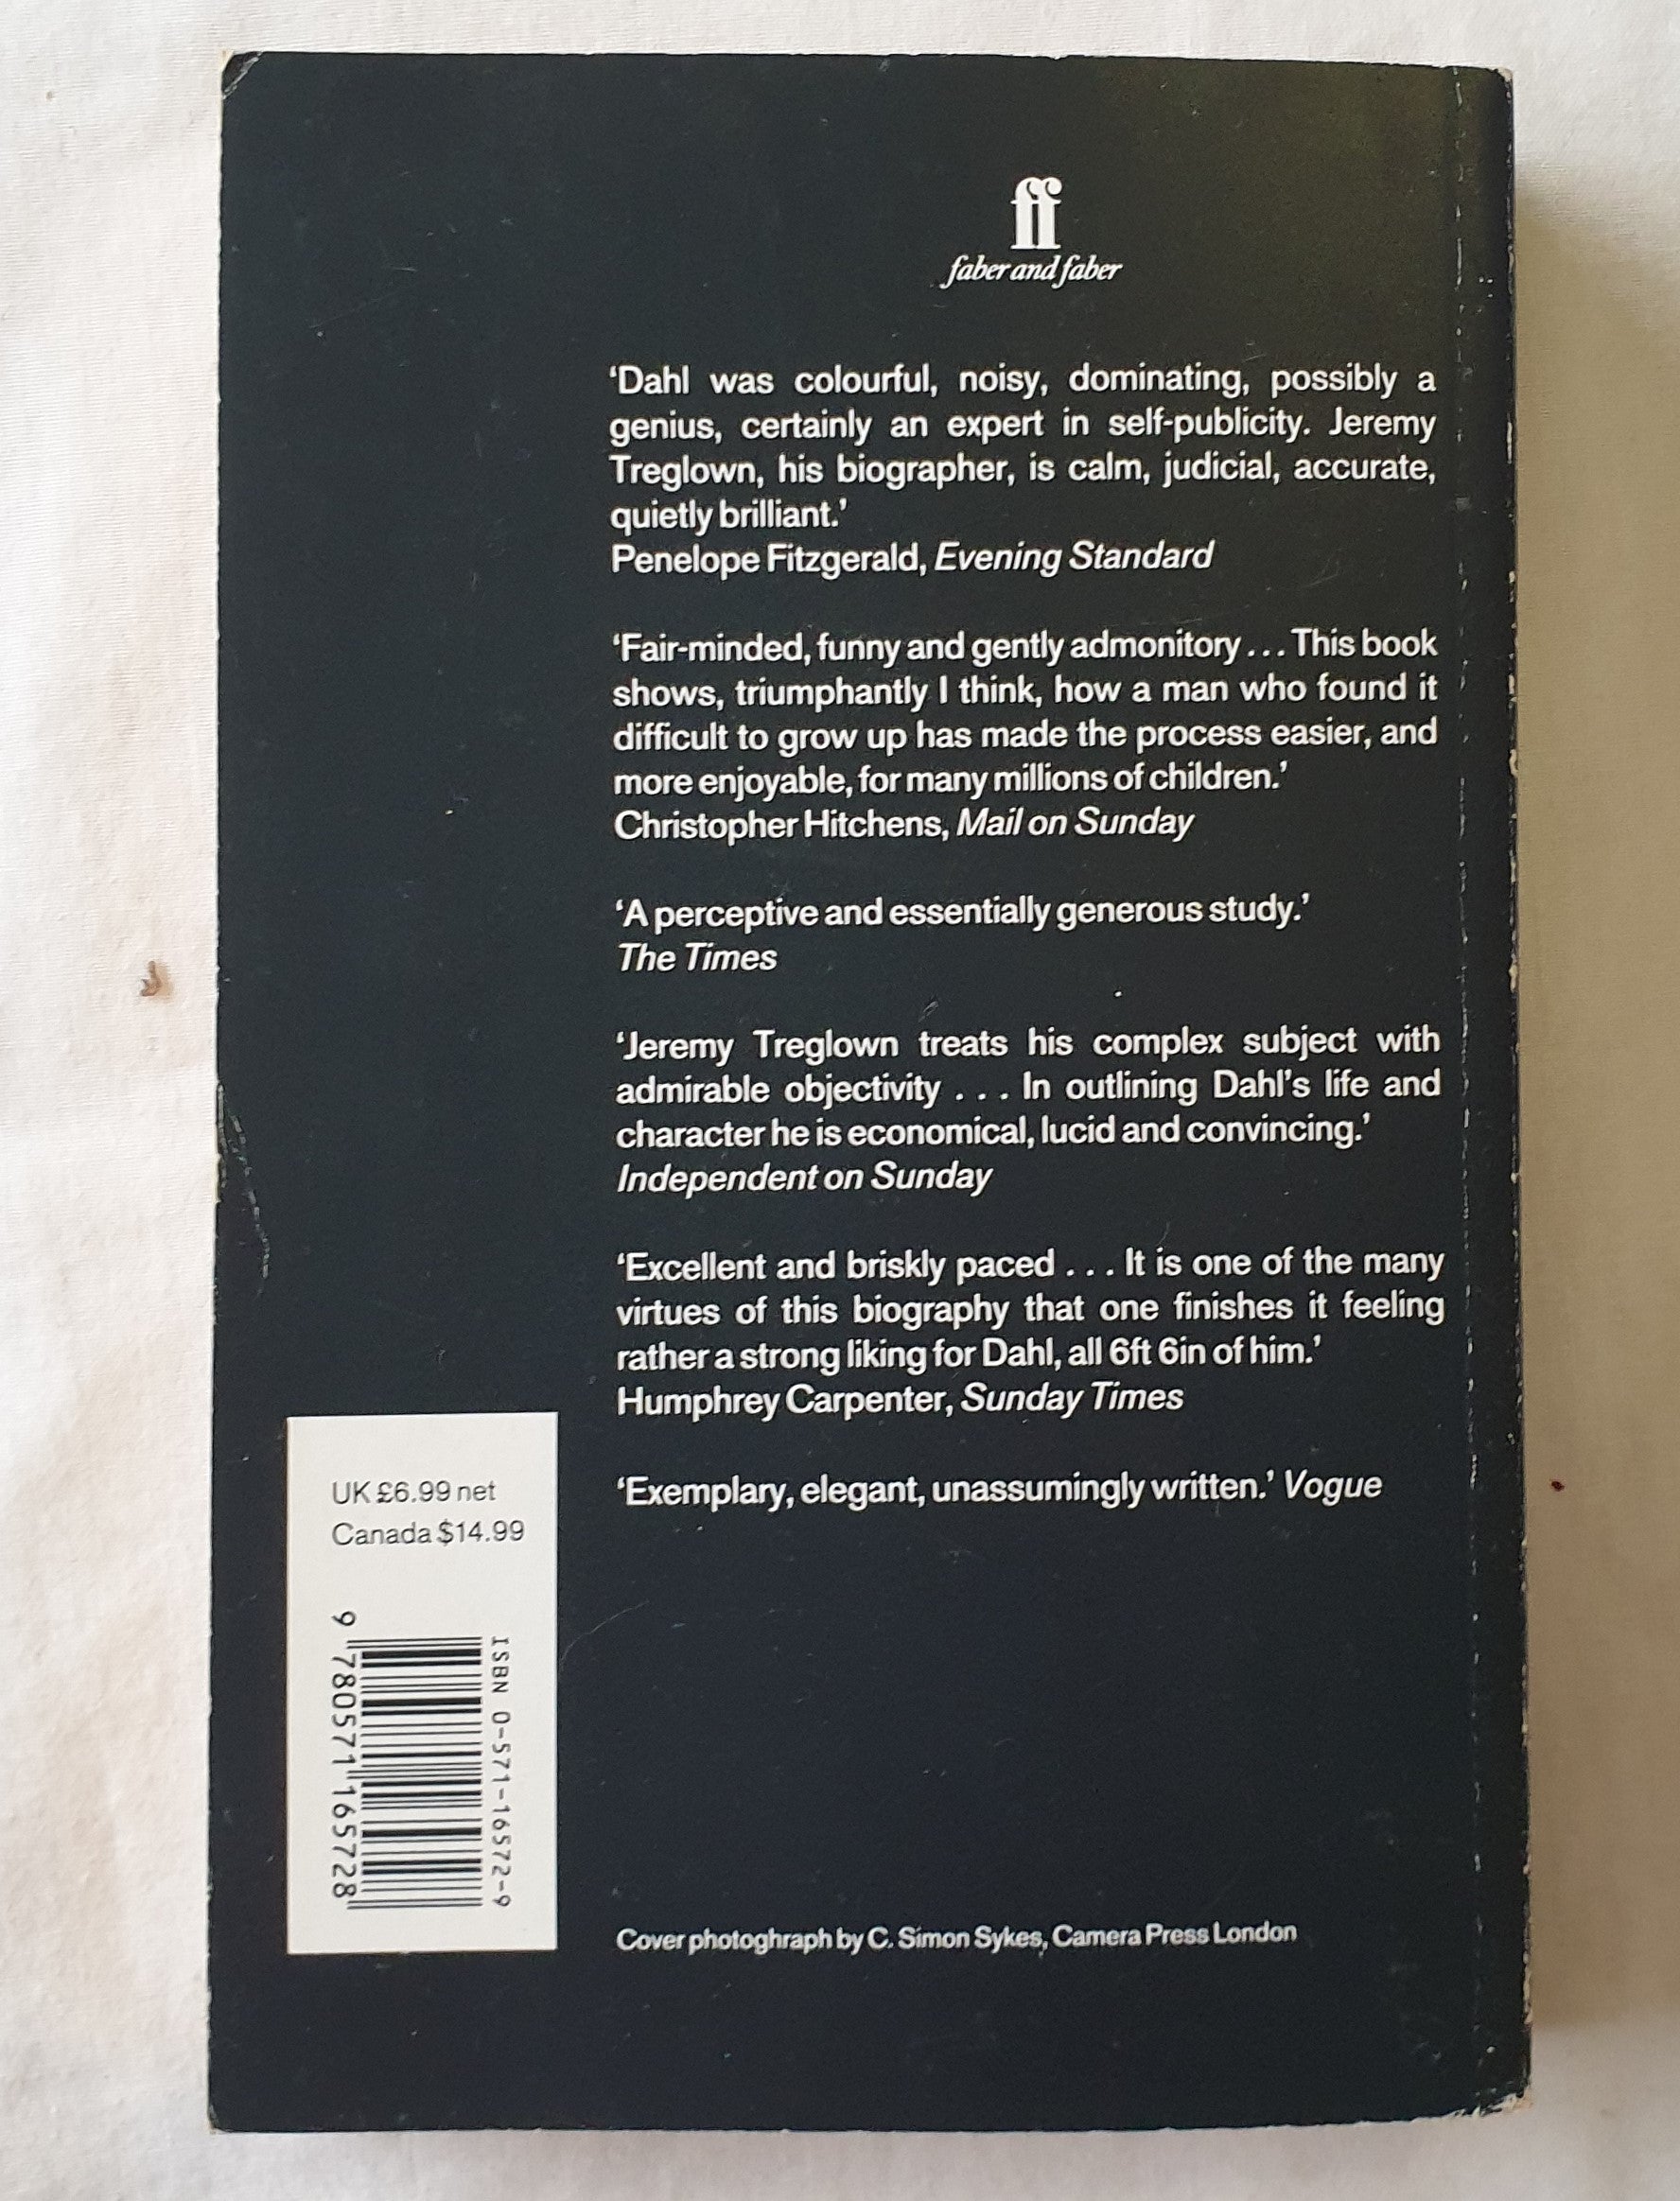 ff
faber and faber
‘Dahl was colourful, noisy, dominating, possibly a
genius, certainly an expert in self-publicity. Jeremy
Treglown, his biographer, is calm, judicial, accurate,
quietly brilliant.’
Penelope Fitzgerald, Evening Standard
‘Fair-minded, funny and gently admonitory . . . This book
shows, triumphantly I think, how a man who found it
difficult to grow up has made the process easier, and
more enjoyable, for many millions of children.’
Christopher Hitchens, Mail on Sunday
‘A perceptive and essentially generous study.’
The Times
‘Jeremy Treglown treats his complex subject with
admirable objectivity . . . In outlining Dahl’s life and
character he is economical, lucid and convincing.’
Independent on Sunday
‘Excellent and briskly paced . . . It is one of the many
virtues of this biography that one finishes it feeling
rather a strong liking for Dahl, all 6ft 6in of him.’
Humphrey Carpenter, Sunday Times
‘Exemplary, elegant, unassumingly written.’ Vogue
UK £6.99 net
Canada $14.99
ISBN 0-571-16572-9
9 780571 165728
Cover photoghraph by C. Simon Sykes, Camera Press London